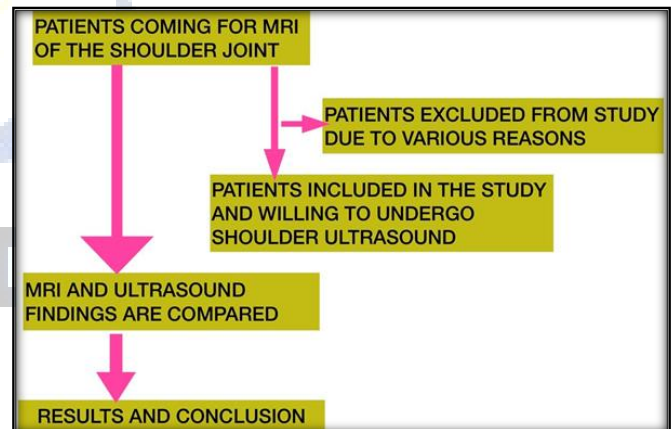 PATIENTS COMING FOR MRI
OF THE SHOULDER JOINT
PATIENTS EXCLUDED FROM STUDY
DUE TO VARIOUS REASONS
PATIENTS INCLUDED IN THE STUDY
AND WILLING TO UNDERGO
SHOULDER ULTRASOUND
MRI AND ULTRASOUND
FINDINGS ARE COMPARED
RESULTS AND CONCLUSION